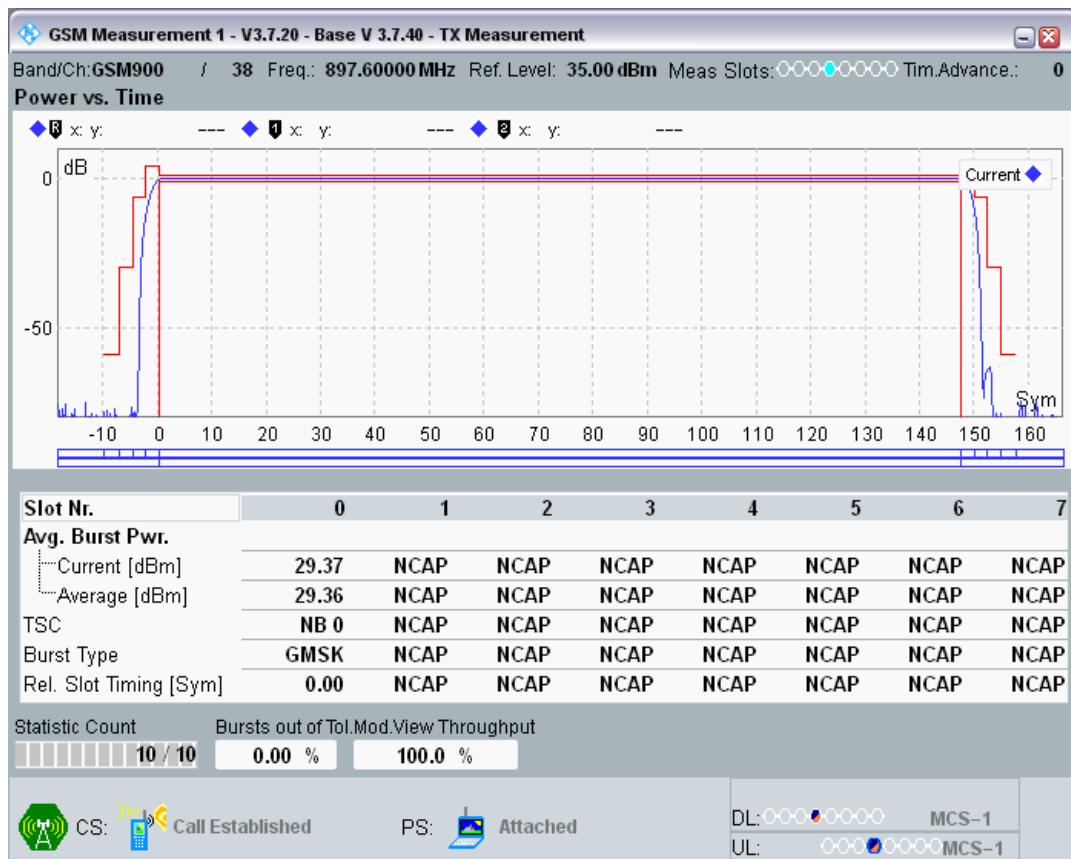 GSM Measurement 1 - V3.7.20 - Base V 3.7.40 - TX Measurement
Band/Ch:GSM900 / 38 Freq.: 897.60000 MHz Ref. Level: 35.00 dBm Meas Slots: Tim.Advance.: 0
Power vs. Time
R x: y: --- 1 x: y: --- 2 x: y: ---
dB
0
Current
-50
Sym
-10 0 10 20 30 40 50 60 70 80 90 100 110 120 130 140 150 160
Slot Nr. 0 1 2 3 4 5 6 7
Avg. Burst Pwr.
Current [dBm] 29.37 NCAP NCAP NCAP NCAP NCAP NCAP NCAP
Average [dBm] 29.36 NCAP NCAP NCAP NCAP NCAP NCAP NCAP
TSC NB 0 NCAP NCAP NCAP NCAP NCAP NCAP NCAP
Burst Type GMSK NCAP NCAP NCAP NCAP NCAP NCAP NCAP
Rel. Slot Timing [Sym] 0.00 NCAP NCAP NCAP NCAP NCAP NCAP NCAP
Statistic Count Bursts out of Tol.Mod.View Throughput
10 / 10 0.00 % 100.0 %
CS: Call Established PS: Attached DL: MCS-1
UL: MCS-1